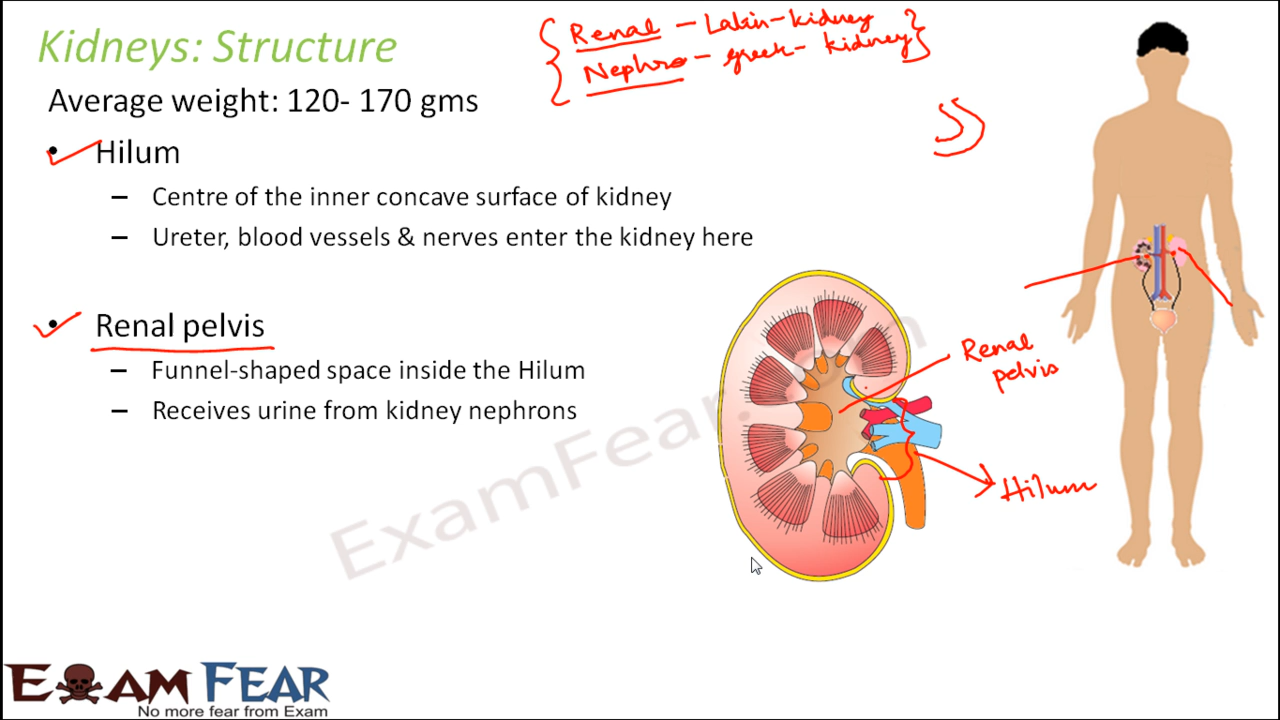 Kidneys: Structure
Renal – Latin – kidney
Nephro – greek – kidney
Average weight: 120- 170 gms
• Hilum
– Centre of the inner concave surface of kidney
– Ureter, blood vessels & nerves enter the kidney here
• Renal pelvis
– Funnel-shaped space inside the Hilum
– Receives urine from kidney nephrons
Renal
pelvis
Hilum
ExamFear.com
EXAM FEAR
No more fear from Exam